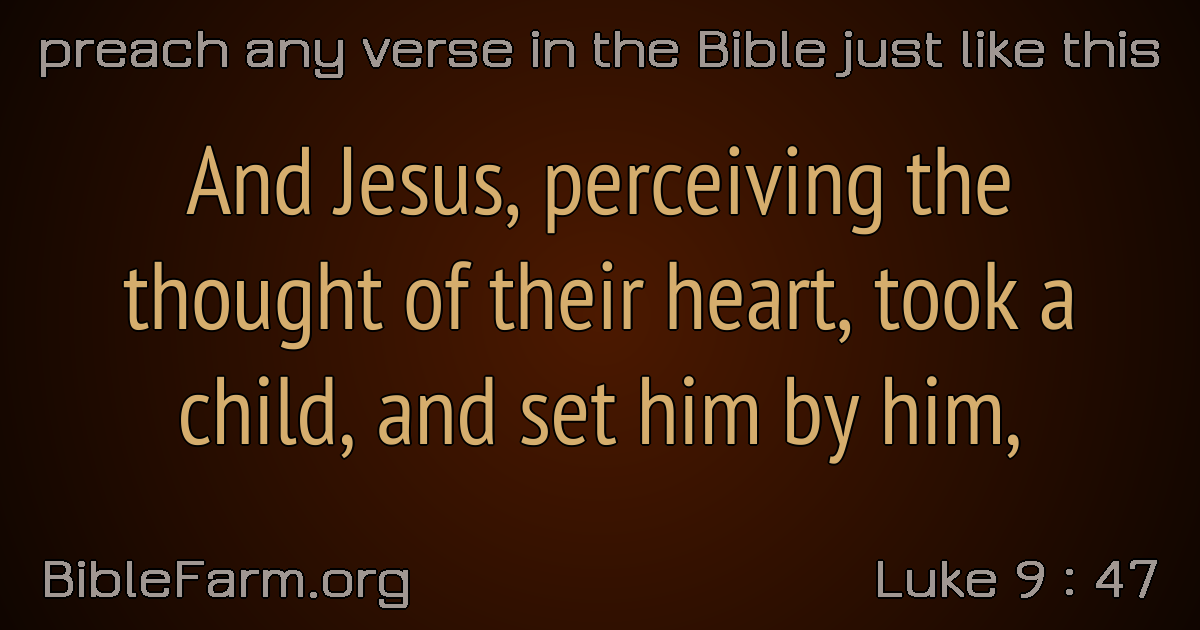 preach any verse in the Bible just like this
And Jesus, perceiving the
thought of their heart, took a
child, and set him by him,
BibleFarm.org
Luke 9 : 47